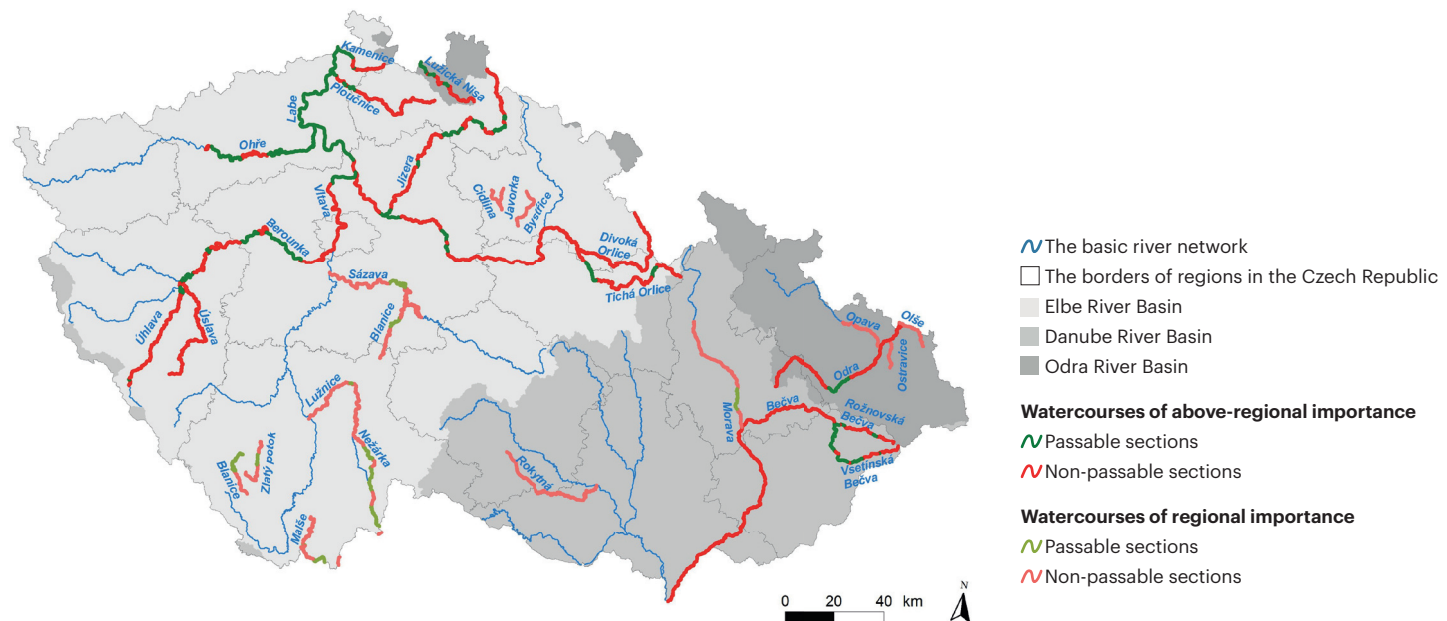 Kamenice
Lužická Nisa
Ploučnice
Labe
Ohře
Jizera
Cidlina
Javorka
Bystřice
Vltava
Berounka
Divoká
Orlice
Tichá Orlice
Sázava
Blanice
Úhlava
Úslava
Opava
Olše
Ostravice
Odra
Bečva
Rožnovská
Bečva
Vsetínská
Bečva
Morava
Lužnice
Nežárka
Zlatý potok
Blanice
Malše
Rokytná
0 20 40 km
N
The basic river network
The borders of regions in the Czech Republic
Elbe River Basin
Danube River Basin
Odra River Basin
Watercourses of above-regional importance
Passable sections
Non-passable sections
Watercourses of regional importance
Passable sections
Non-passable sections